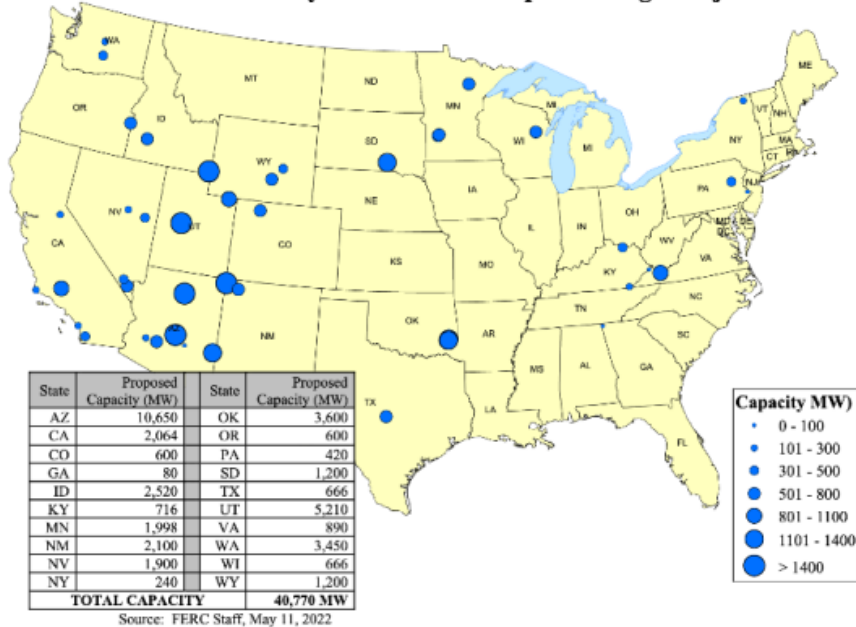 WA
MT
ND
ME
OR
ID
MN
MI
VT
NH
SD
WI
NY
MA
WY
MI
CT
IA
PA
NJ
NE
NV
UT
IL
IN
OH
MD
DE
DC
CA
CO
WV
VA
KS
MO
KY
NC
TN
OK
AR
SC
NM
MS
AL
GA
TX
LA
FL
State Proposed Capacity (MW) State Proposed Capacity (MW)
AZ 10,650 OK 3,600
CA 2,064 OR 600
CO 600 PA 420
GA 80 SD 1,200
ID 2,520 TX 666
KY 716 UT 5,210
MN 1,998 VA 890
NM 2,100 WA 3,450
NV 1,900 WI 666
NY 240 WY 1,200
TOTAL CAPACITY 40,770 MW
Source: FERC Staff, May 11, 2022
Capacity MW)
0 - 100
101 - 300
301 - 500
501 - 800
801 - 1100
1101 - 1400
> 1400